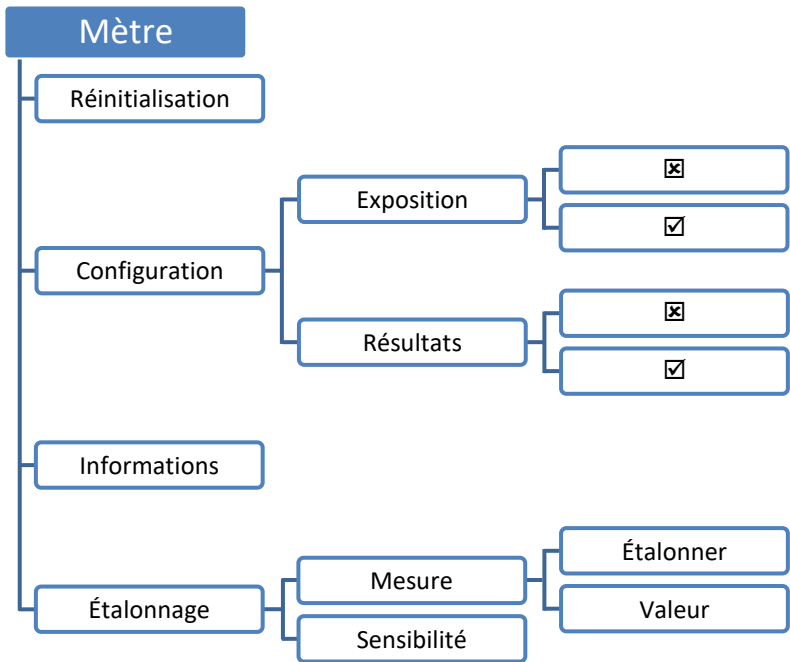 Mètre
Réinitialisation
Configuration
Exposition
☒
☑
Résultats
☒
☑
Informations
Étalonnage
Mesure
Étalonner
Valeur
Sensibilité